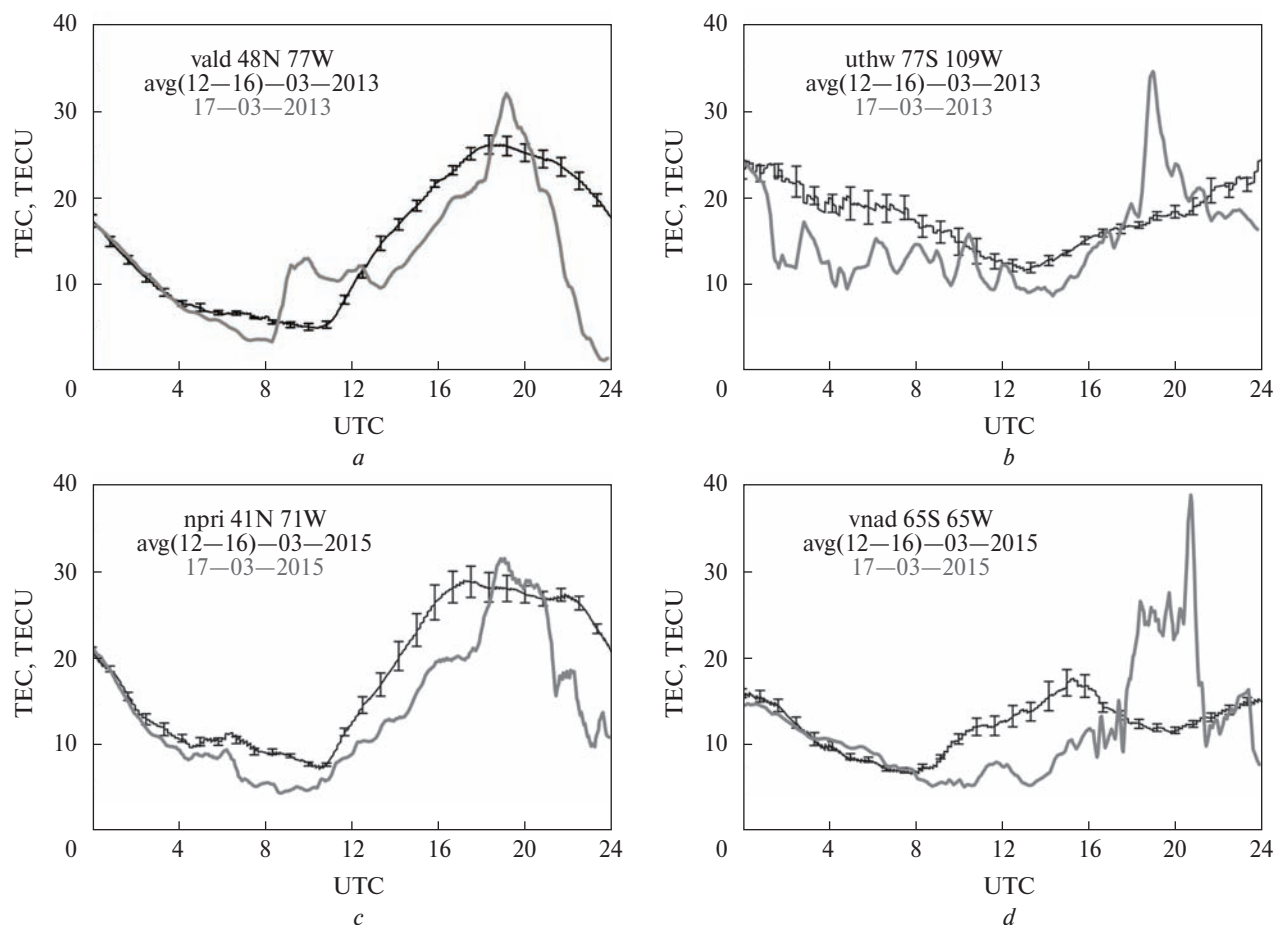 40
30
20
10
TEC, TECU
vald 48N 77W
avg(12—16)—03—2013
17—03—2013
0 4 8 12 16 20 24
UTC
a
40
30
20
10
TEC, TECU
uthw 77S 109W
avg(12—16)—03—2013
17—03—2013
0 4 8 12 16 20 24
UTC
b
40
30
20
10
TEC, TECU
npri 41N 71W
avg(12—16)—03—2015
17—03—2015
0 4 8 12 16 20 24
UTC
c
40
30
20
10
TEC, TECU
vnad 65S 65W
avg(12—16)—03—2015
17—03—2015
0 4 8 12 16 20 24
UTC
d